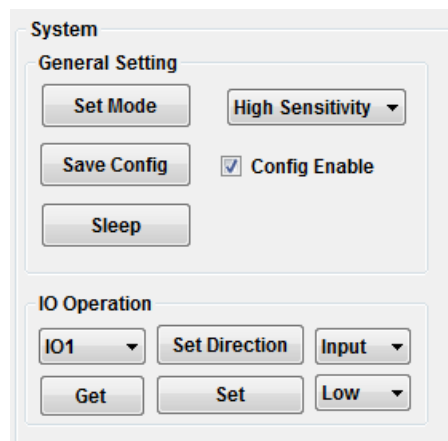 System
General Setting
Set Mode High Sensitivity
Save Config Config Enable
Sleep
IO Operation
IO1 Set Direction Input
Get Set Low